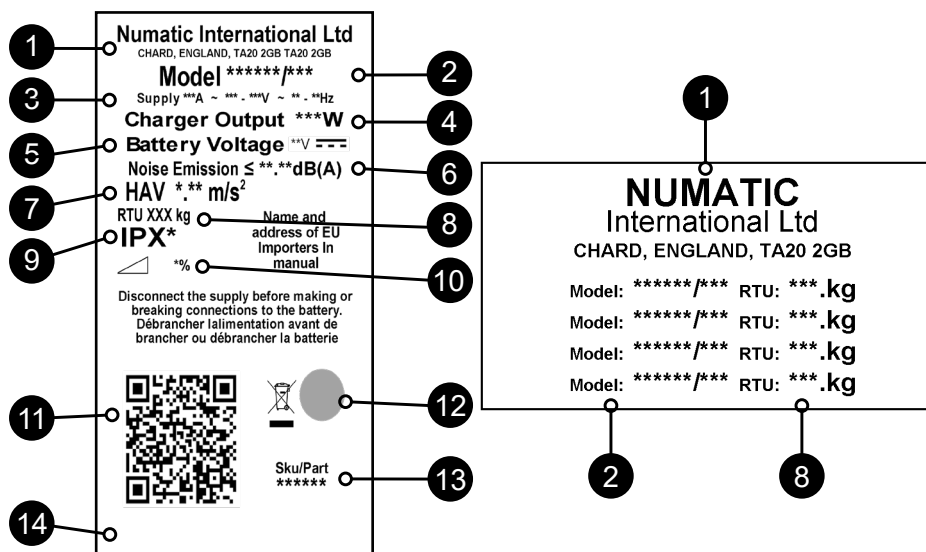 1
Numatic International Ltd
CHARD, ENGLAND, TA20 2GB TA20 2GB
Model ******/***
2
3
Supply ***A ~ *** - ***V ~ ** - **Hz
Charger Output ***W
4
5
Battery Voltage **V
Noise Emission ≤ **.**dB(A)
6
7
HAV *.** m/s²
RTU XXX kg
8
9
IPX*
Name and
address of EU
Importers In
manual
*%
10
Disconnect the supply before making or
breaking connections to the battery.
Débrancher lalimentation avant de
brancher ou débrancher la batterie
11
12
Sku/Part
******
13
14
1
NUMATIC
International Ltd
CHARD, ENGLAND, TA20 2GB
Model: ******/*** RTU: ***.kg
Model: ******/*** RTU: ***.kg
Model: ******/*** RTU: ***.kg
Model: ******/*** RTU: ***.kg
2
8